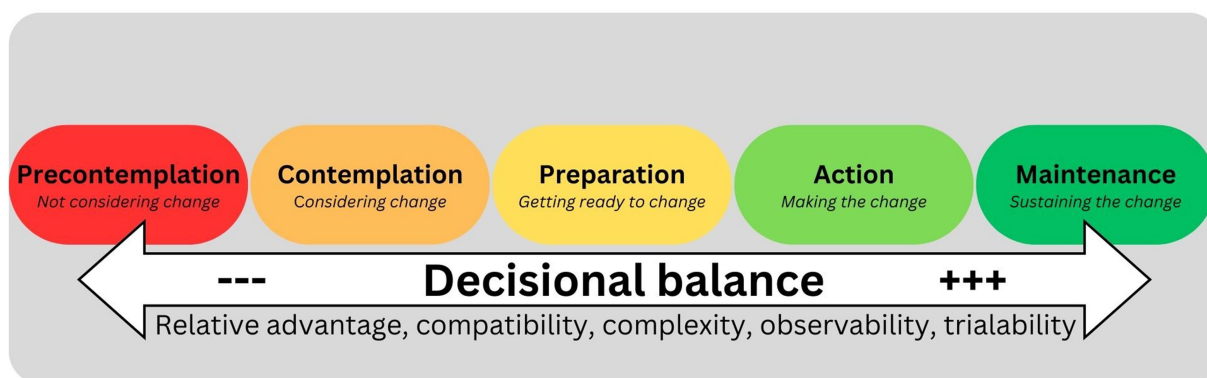 Precontemplation
Not considering change
Contemplation
Considering change
Preparation
Getting ready to change
Action
Making the change
Maintenance
Sustaining the change
--- Decisional balance +++
Relative advantage, compatibility, complexity, observability, trialability